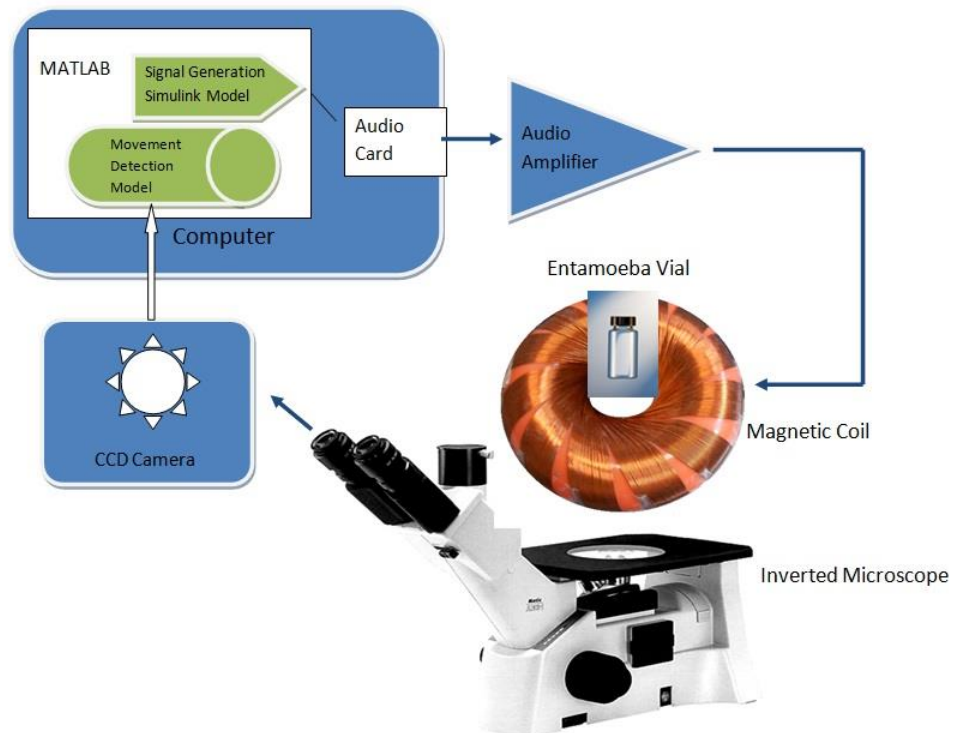 MATLAB
Signal Generation
Simulink Model
Movement
Detection
Model
Computer
Audio
Card
Audio
Amplifier
Entamoeba Vial
Magnetic Coil
CCD Camera
Inverted Microscope